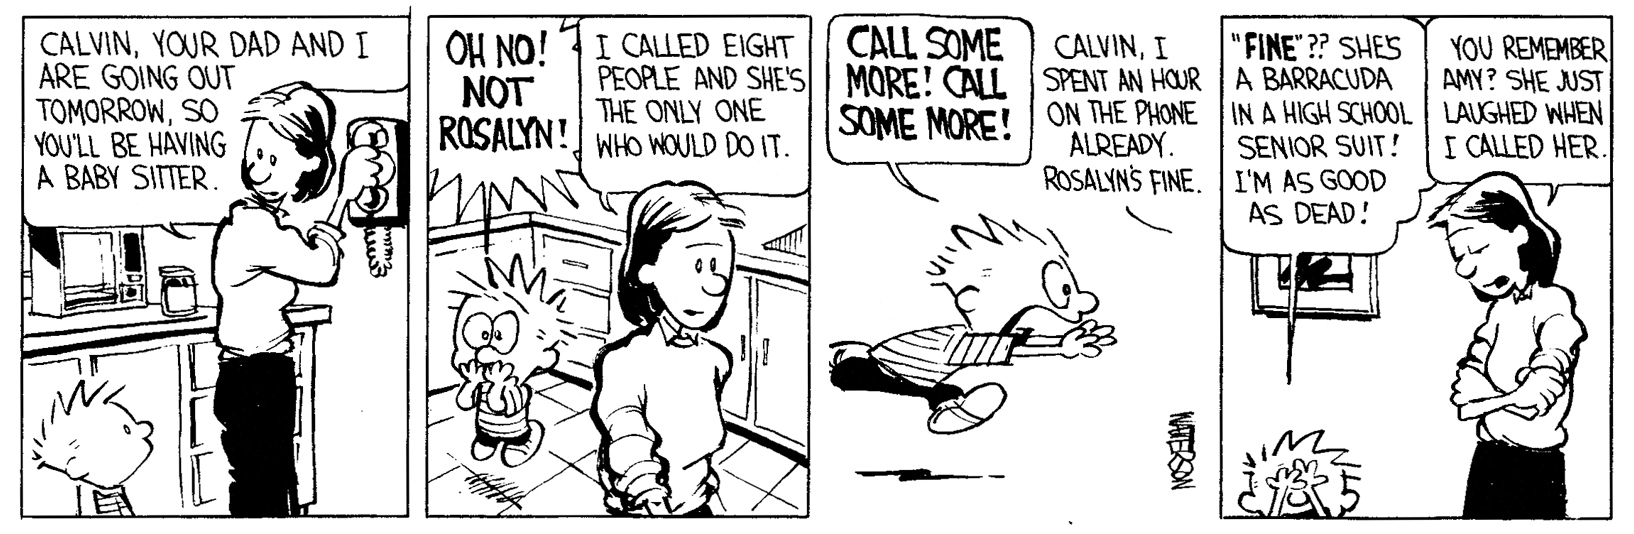 CALVIN, YOUR DAD AND I
ARE GOING OUT
TOMORROW, SO
YOU'LL BE HAVING
A BABY SITTER.
OH NO!
NOT
ROSALYN!
I CALLED EIGHT
PEOPLE AND SHE'S
THE ONLY ONE
WHO WOULD DO IT.
CALL SOME
MORE! CALL
SOME MORE!
CALVIN, I
SPENT AN HOUR
ON THE PHONE
ALREADY.
ROSALYN'S FINE.
WATTERSON
"FINE"?? SHE'S
A BARRACUDA
IN A HIGH SCHOOL
SENIOR SUIT!
I'M AS GOOD
AS DEAD!
YOU REMEMBER
AMY? SHE JUST
LAUGHED WHEN
I CALLED HER.